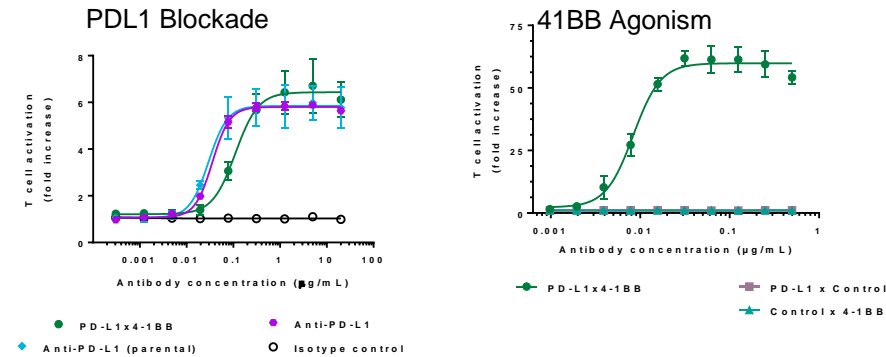 PDL1 Blockade
T cell activation
(fold increase)
8
6
4
2
0
0.001 0.01 0.1 1 10 100
Antibody concentration (µg/mL)
PD-L1x4-1BB
Anti-PD-L1
Anti-PD-L1 (parental)
Isotype control
41BB Agonism
T cell activation
(fold increase)
75
50
25
0
0.001 0.01 0.1 1
Antibody concentration (µg/mL)
PD-L1x4-1BB
PD-L1 x Control
Control x 4-1BB